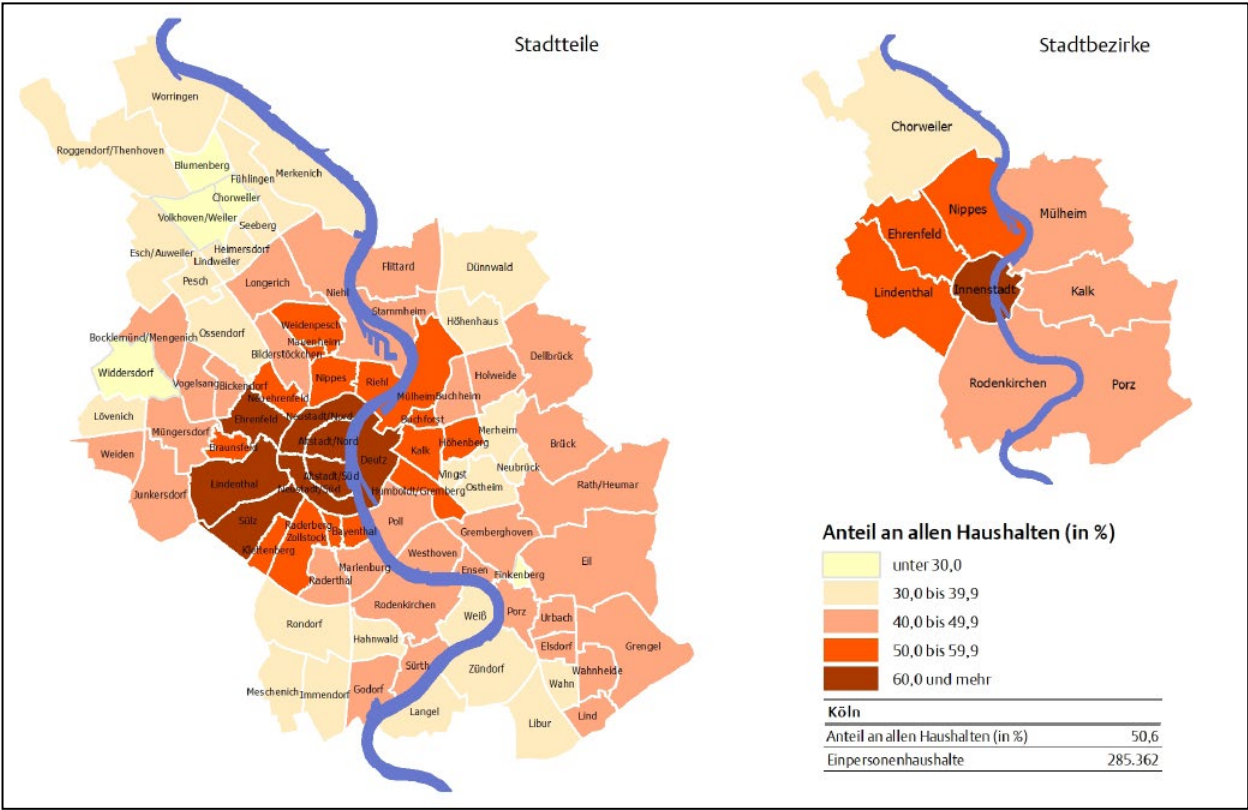 Stadtteile
Worringen
Roggendorf/Thenhoven
Blumenberg
Fühlingen
Merkenich
Chorweiler
Volkhoven/Weiler
Seeberg
Esch/Auweiler
Heimersdorf
Lindweiler
Pesch
Longerich
Niehl
Flittard
Dünnwald
Stammheim
Höhenhaus
Ossendorf
Weidenpesch
Bocklemünd/Mengenich
Mauenheim
Bilderstöckchen
Dellbrück
Widdersdorf
Vogelsang
Bickendorf
Nippes
Riehl
Holweide
Neuehrenfeld
Mülheim
Buchheim
Lövenich
Ehrenfeld
Neustadt/Nord
Buchforst
Müngersdorf
Altstadt/Nord
Merheim
Weiden
Braunsfeld
Kalk
Höhenberg
Brück
Deutz
Neubrück
Lindenthal
Altstadt/Süd
Vingst
Ostheim
Rath/Heumar
Junkersdorf
Neustadt/Süd
Humboldt/Gremberg
Sülz
Raderberg
Zollstock
Bayenthal
Poll
Gremberghoven
Klettenberg
Westhoven
Eil
Raderthal
Marienburg
Ensen
Finkenberg
Rodenkirchen
Weiß
Porz
Urbach
Rondorf
Hahnwald
Elsdorf
Grengel
Sürth
Zündorf
Wahnheide
Wahn
Meschenich
Immendorf
Godorf
Langel
Libur
Lind
Stadtbezirke
Chorweiler
Nippes
Mülheim
Ehrenfeld
Lindenthal
Innenstadt
Kalk
Rodenkirchen
Porz
Anteil an allen Haushalten (in %)
unter 30,0
30,0 bis 39,9
40,0 bis 49,9
50,0 bis 59,9
60,0 und mehr
Köln
Anteil an allen Haushalten (in %) 50,6
Einpersonenhaushalte 285.362